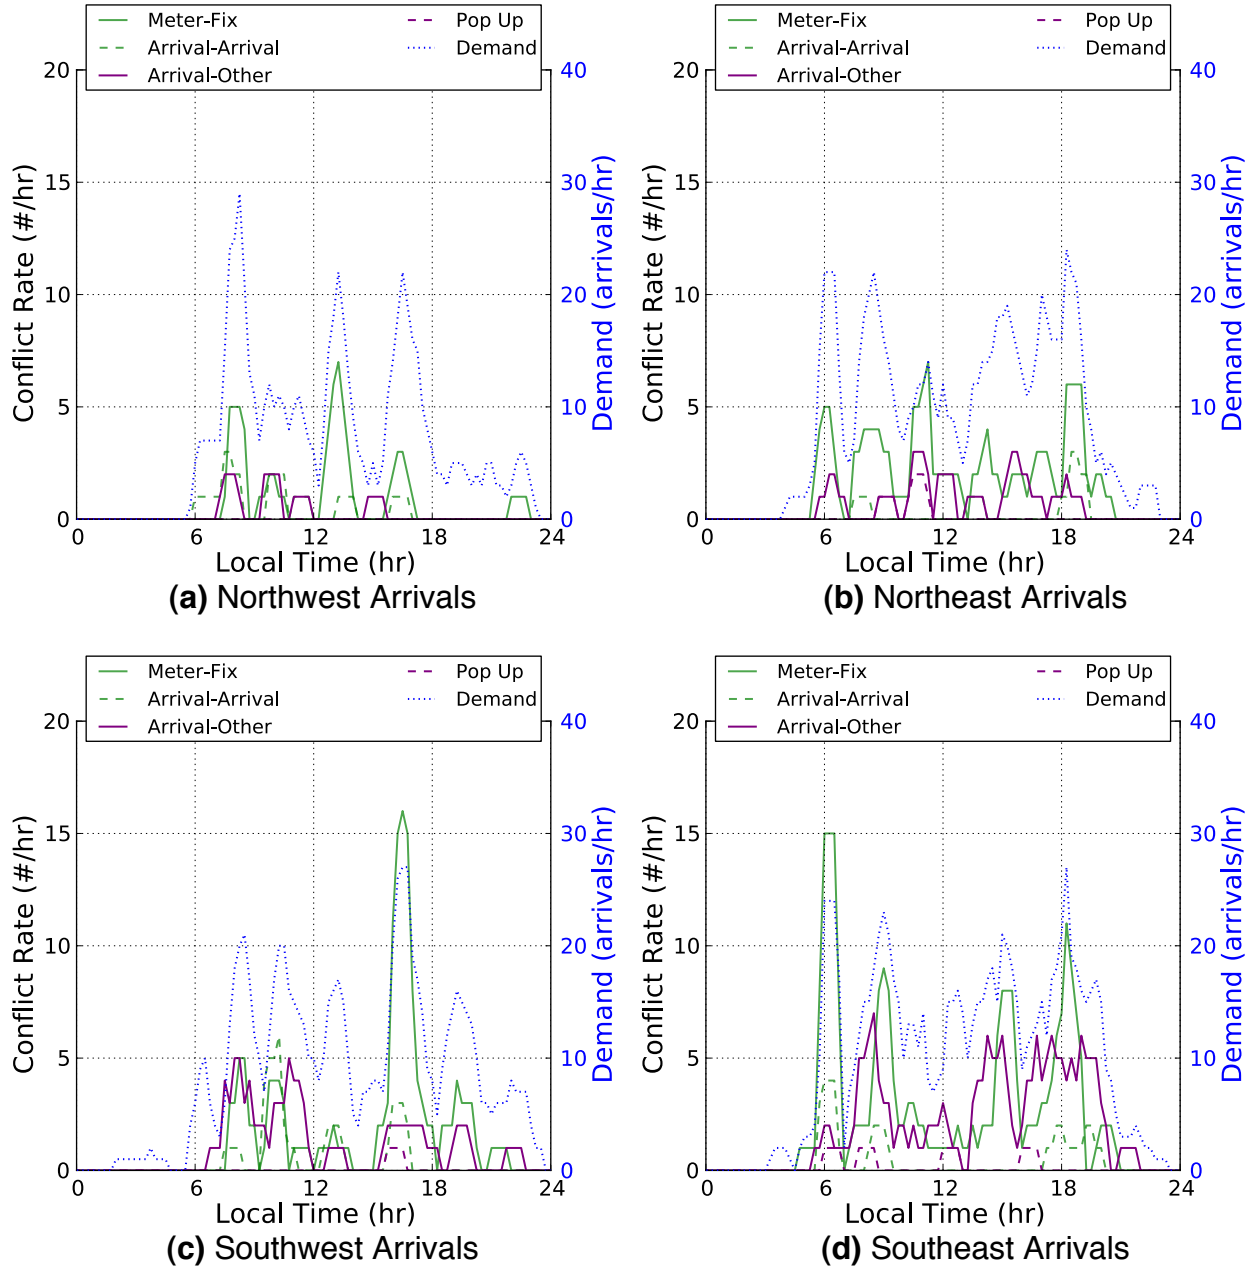 Meter-Fix
Arrival-Arrival
Arrival-Other
Pop Up
Demand
20
15
10
5
0
Conflict Rate (#/hr)
40
30
20
10
0
Demand (arrivals/hr)
0 6 12 18 24
Local Time (hr)
(a) Northwest Arrivals
Meter-Fix
Arrival-Arrival
Arrival-Other
Pop Up
Demand
20
15
10
5
0
Conflict Rate (#/hr)
40
30
20
10
0
Demand (arrivals/hr)
0 6 12 18 24
Local Time (hr)
(b) Northeast Arrivals
Meter-Fix
Arrival-Arrival
Arrival-Other
Pop Up
Demand
20
15
10
5
0
Conflict Rate (#/hr)
40
30
20
10
0
Demand (arrivals/hr)
0 6 12 18 24
Local Time (hr)
(c) Southwest Arrivals
Meter-Fix
Arrival-Arrival
Arrival-Other
Pop Up
Demand
20
15
10
5
0
Conflict Rate (#/hr)
40
30
20
10
0
Demand (arrivals/hr)
0 6 12 18 24
Local Time (hr)
(d) Southeast Arrivals